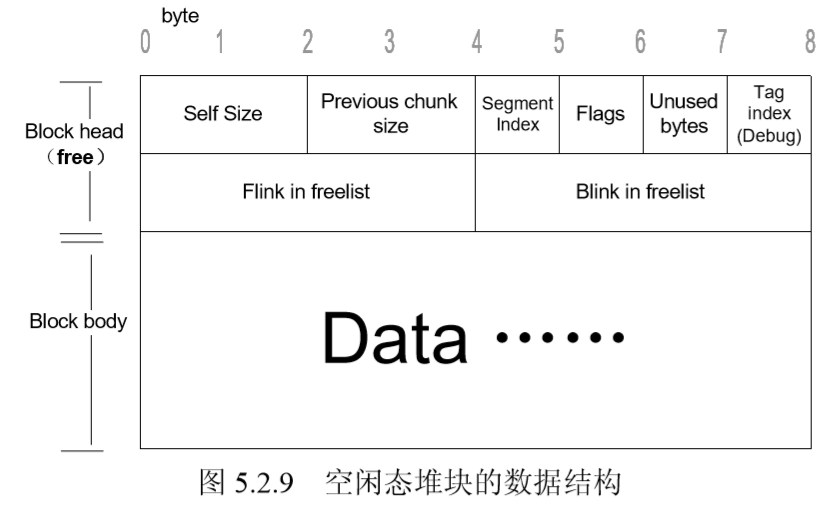 byte
0 1 2 3 4 5 6 7 8
Block head
（free）
Self Size
Previous chunk
size
Segment
Index
Flags
Unused
bytes
Tag
index
(Debug)
Flink in freelist
Blink in freelist
Block body
Data ······
图 5.2.9 空闲态堆块的数据结构